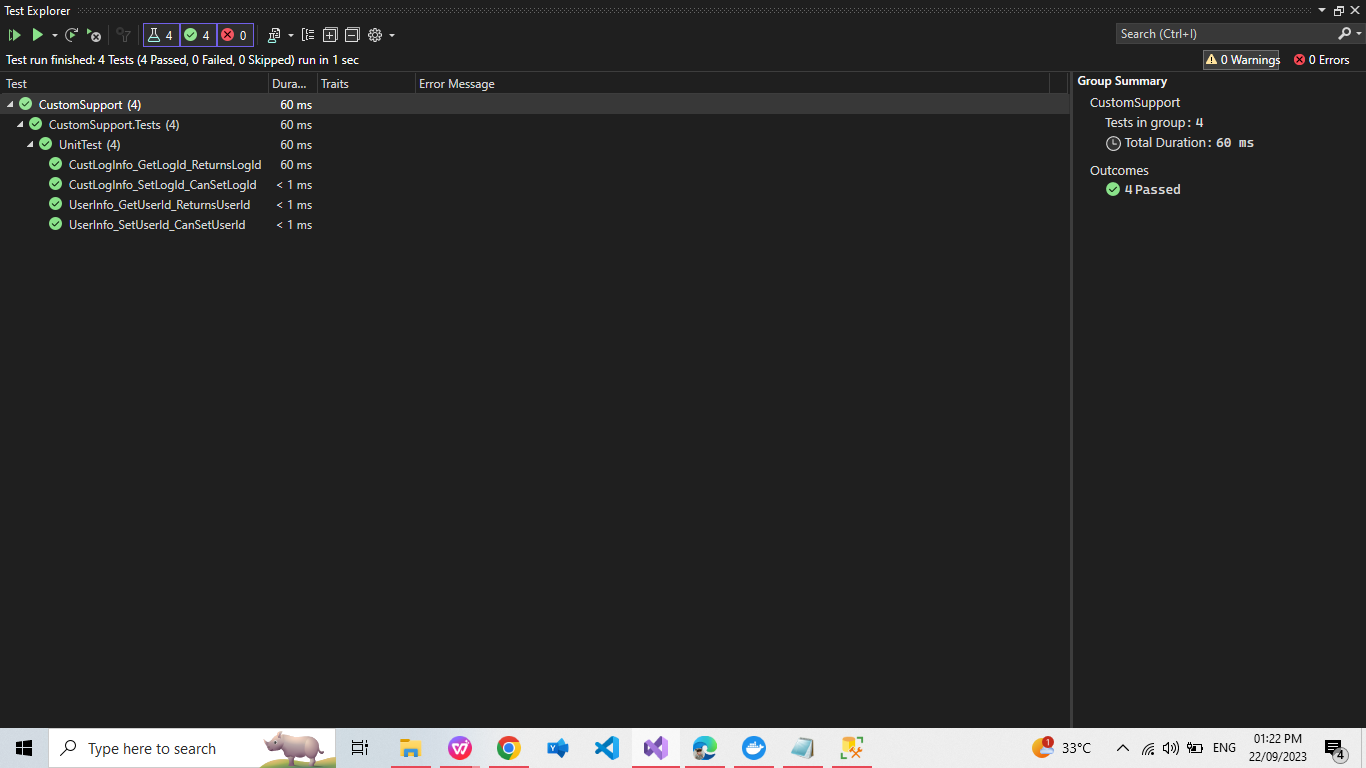 Test Explorer
4 4 0
Search (Ctrl+I)
Test run finished: 4 Tests (4 Passed, 0 Failed, 0 Skipped) run in 1 sec
0 Warnings 0 Errors
Test Dura... Traits Error Message
CustomSupport (4) 60 ms
CustomSupport.Tests (4) 60 ms
UnitTest (4) 60 ms
CustLogInfo_GetLogId_ReturnsLogId 60 ms
CustLogInfo_SetLogId_CanSetLogId < 1 ms
UserInfo_GetUserId_ReturnsUserId < 1 ms
UserInfo_SetUserId_CanSetUserId < 1 ms
Group Summary
CustomSupport
Tests in group: 4
Total Duration: 60 ms
Outcomes
4 Passed
Type here to search
1
33°C
ENG
01:22 PM
22/09/2023
4